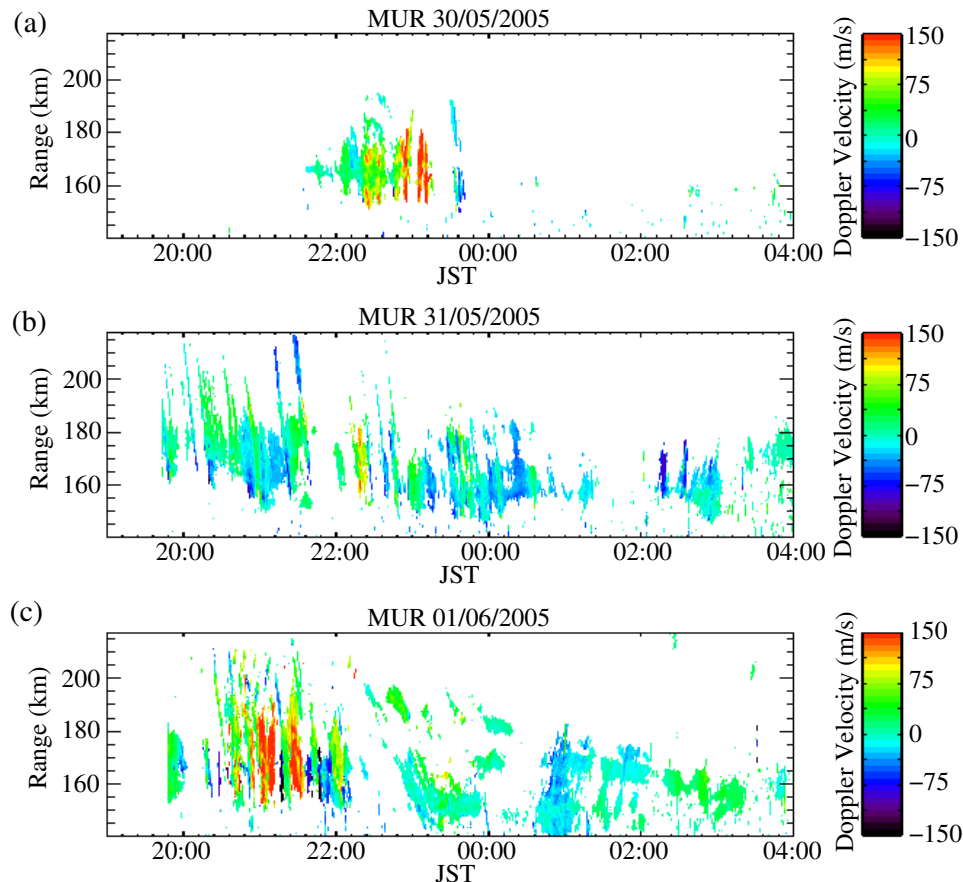 (a)
MUR 30/05/2005
Range (km)
200
180
160
20:00 22:00 00:00 02:00 04:00
JST
Doppler Velocity (m/s)
150
75
0
−75
−150
(b)
MUR 31/05/2005
Range (km)
200
180
160
20:00 22:00 00:00 02:00 04:00
JST
Doppler Velocity (m/s)
150
75
0
−75
−150
(c)
MUR 01/06/2005
Range (km)
200
180
160
20:00 22:00 00:00 02:00 04:00
JST
Doppler Velocity (m/s)
150
75
0
−75
−150